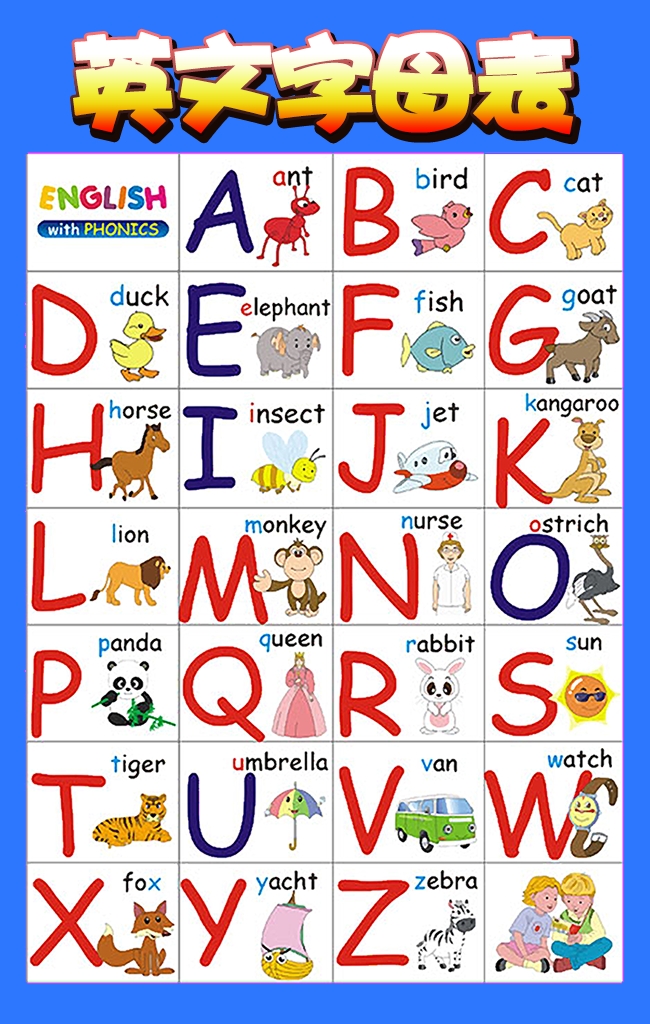 英文字母表
ENGLISH
with PHONICS
A ant
B bird
C cat
D duck
E elephant
F fish
G goat
H horse
I insect
J jet
K kangaroo
L lion
M monkey
N nurse
O ostrich
P panda
Q queen
R rabbit
S sun
T tiger
U umbrella
V van
W watch
X fox
Y yacht
Z zebra